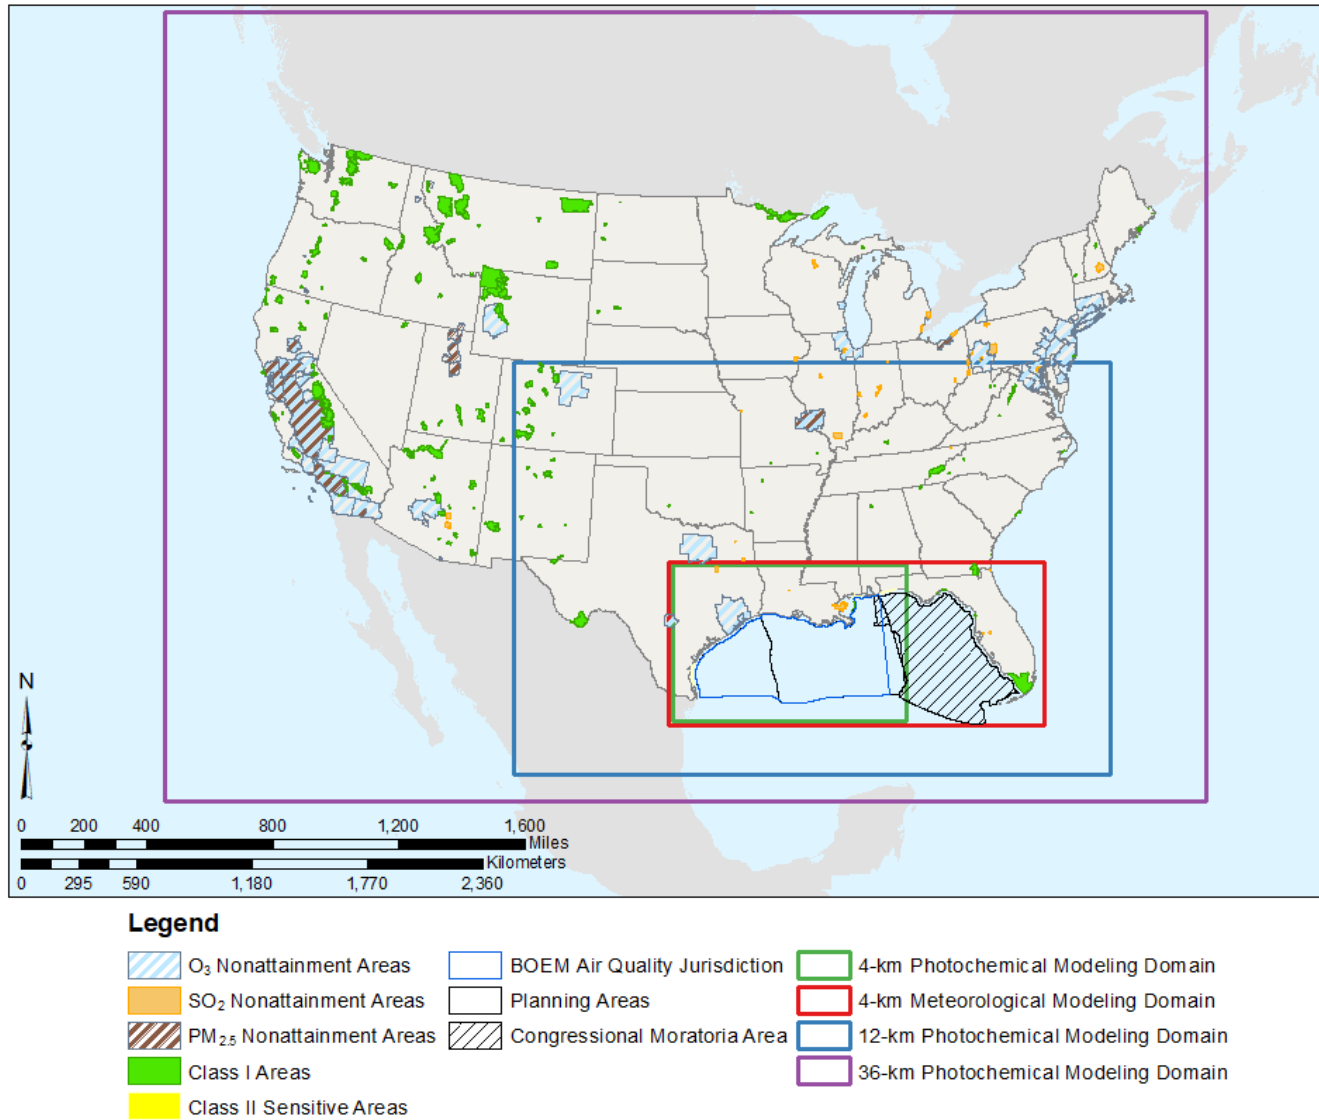 N
0 200 400 800 1,200 1,600
Miles
Kilometers
0 295 590 1,180 1,770 2,360
Legend
O₃ Nonattainment Areas
SO₂ Nonattainment Areas
PM₂.₅ Nonattainment Areas
Class I Areas
Class II Sensitive Areas
BOEM Air Quality Jurisdiction
Planning Areas
Congressional Moratoria Area
4-km Photochemical Modeling Domain
4-km Meteorological Modeling Domain
12-km Photochemical Modeling Domain
36-km Photochemical Modeling Domain